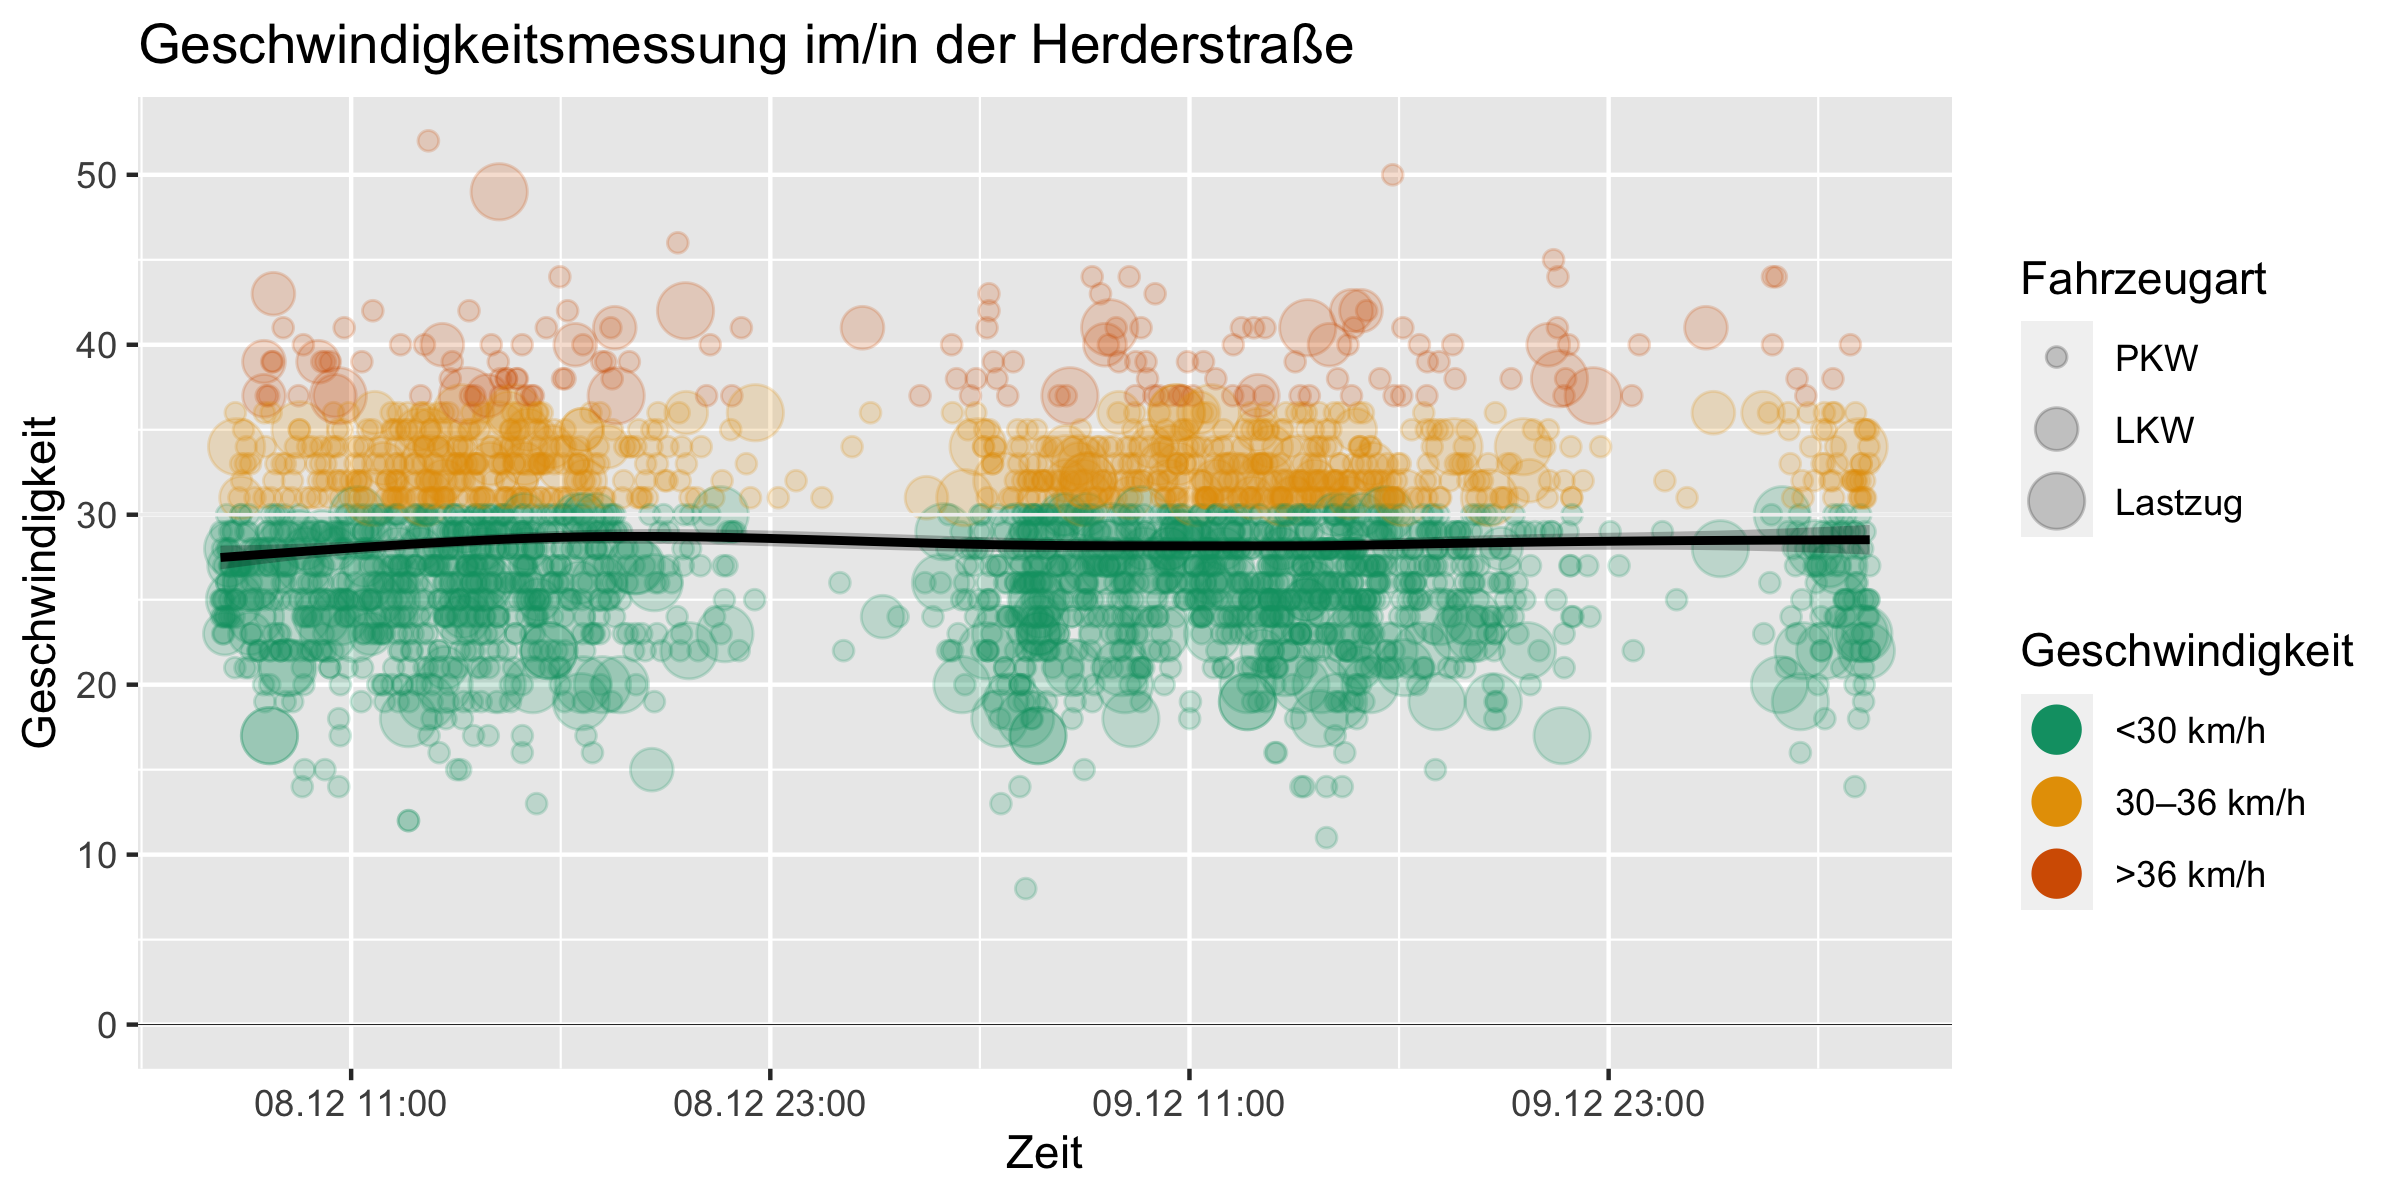 Geschwindigkeitsmessung im/in der Herderstraße
Geschwindigkeit
50
40
30
20
10
0
08.12 11:00
08.12 23:00
09.12 11:00
09.12 23:00
Zeit
Fahrzeugart
PKW
LKW
Lastzug
Geschwindigkeit
<30 km/h
30–36 km/h
>36 km/h